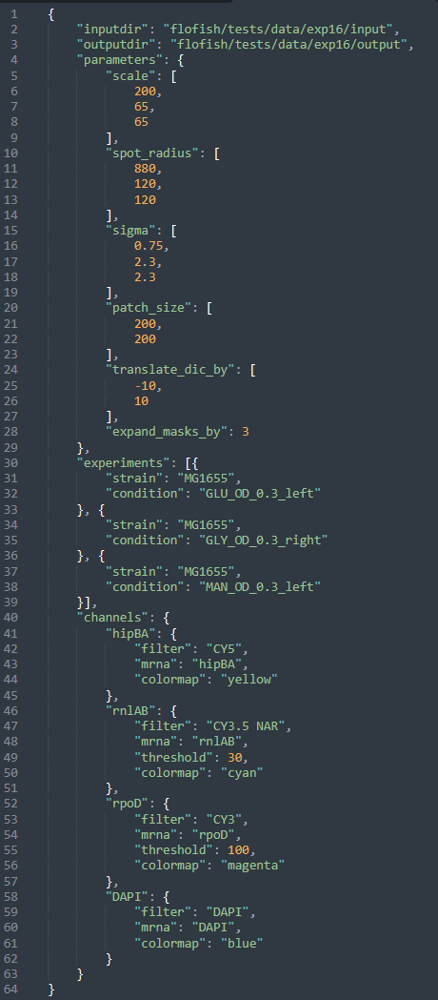 1 {
2 "inputdir": "flofish/tests/data/exp16/input",
3 "outputdir": "flofish/tests/data/exp16/output",
4 "parameters": {
5 "scale": [
6 200,
7 65,
8 65
9 ],
10 "spot_radius": [
11 880,
12 120,
13 120
14 ],
15 "sigma": [
16 0.75,
17 2.3,
18 2.3
19 ],
20 "patch_size": [
21 200,
22 200
23 ],
24 "translate_dic_by": [
25 -10,
26 10
27 ],
28 "expand_masks_by": 3
29 },
30 "experiments": [{
31 "strain": "MG1655",
32 "condition": "GLU_OD_0.3_left"
33 }, {
34 "strain": "MG1655",
35 "condition": "GLY_OD_0.3_right"
36 }, {
37 "strain": "MG1655",
38 "condition": "MAN_OD_0.3_left"
39 }],
40 "channels": {
41 "hipBA": {
42 "filter": "CY5",
43 "mrna": "hipBA",
44 "colormap": "yellow"
45 },
46 "rnlAB": {
47 "filter": "CY3.5 NAR",
48 "mrna": "rnlAB",
49 "threshold": 30,
50 "colormap": "cyan"
51 },
52 "rpoD": {
53 "filter": "CY3",
54 "mrna": "rpoD",
55 "threshold": 100,
56 "colormap": "magenta"
57 },
58 "DAPI": {
59 "filter": "DAPI",
60 "mrna": "DAPI",
61 "colormap": "blue"
62 }
63 }
64 }